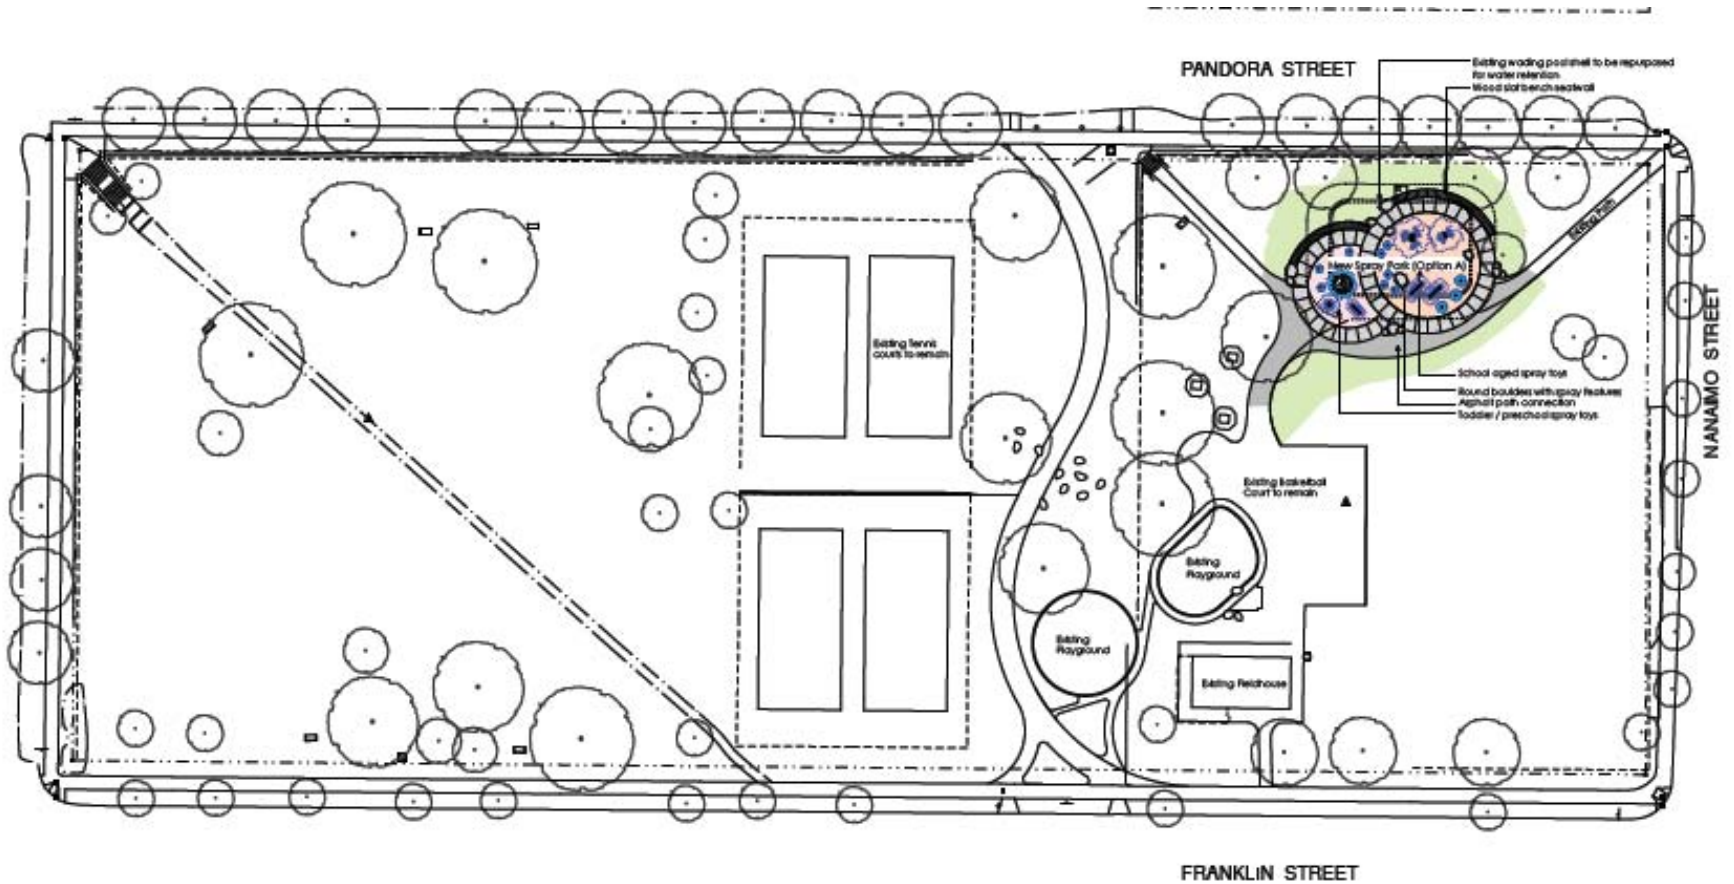 PANDORA STREET
Existing wading pool shell to be repurposed
for water retention
Wood slat bench seatwall
Existing Path
New Spray Park (Option A)
NANAIMO STREET
Existing Tennis
courts to remain
School aged spray toys
Round boulders with spray features
Asphalt path connection
Toddler / preschool spray toys
Existing Basketball
Court to remain
Existing
Playground
Existing
Playground
Existing Fieldhouse
FRANKLIN STREET